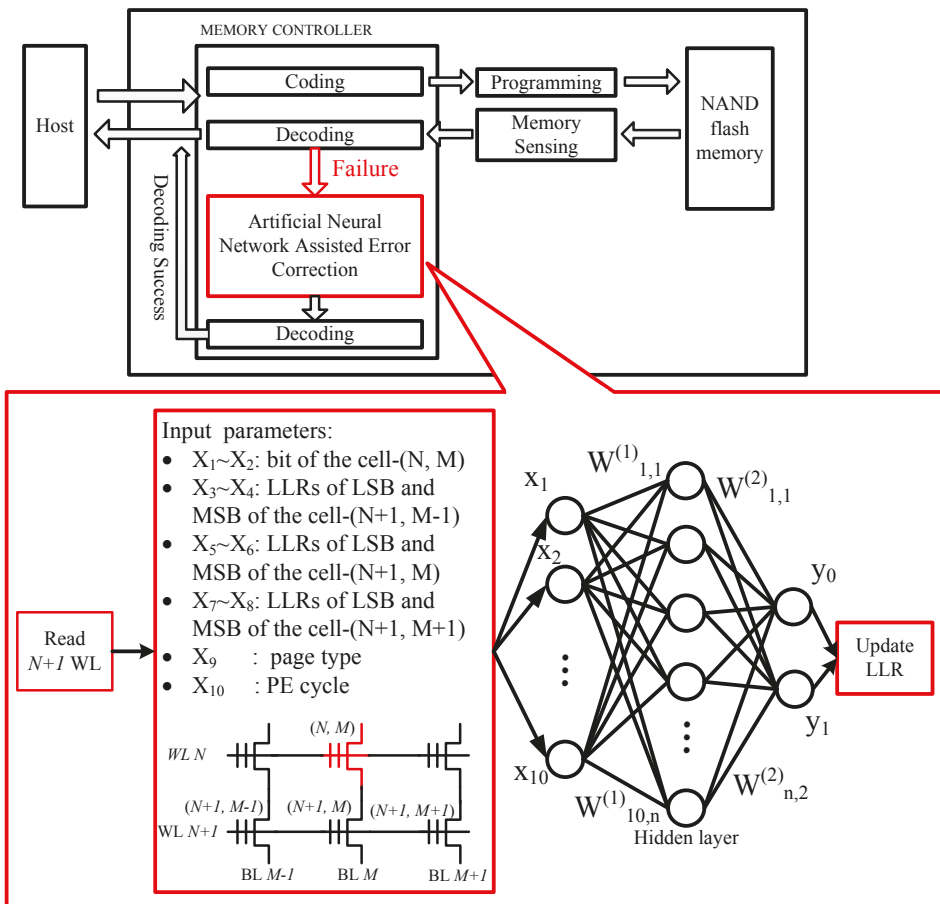 MEMORY CONTROLLER
Host
Coding
Programming
NAND
flash
memory
Decoding
Memory
Sensing
Failure
Decoding Success
Artificial Neural
Network Assisted Error
Correction
Decoding
Read
N+1 WL
Input parameters:
• X₁~X₂: bit of the cell-(N, M)
• X₃~X₄: LLRs of LSB and
MSB of the cell-(N+1, M-1)
• X₅~X₆: LLRs of LSB and
MSB of the cell-(N+1, M)
• X₇~X₈: LLRs of LSB and
MSB of the cell-(N+1, M+1)
• X₉ : page type
• X₁₀ : PE cycle
(N, M)
WL N
(N+1, M-1)
(N+1, M)
(N+1, M+1)
WL N+1
BL M-1
BL M
BL M+1
x₁
x₂
...
x₁₀
W⁽¹⁾₁,₁
W⁽²⁾₁,₁
...
W⁽¹⁾₁₀,ₙ
W⁽²⁾ₙ,₂
Hidden layer
y₀
y₁
Update
LLR